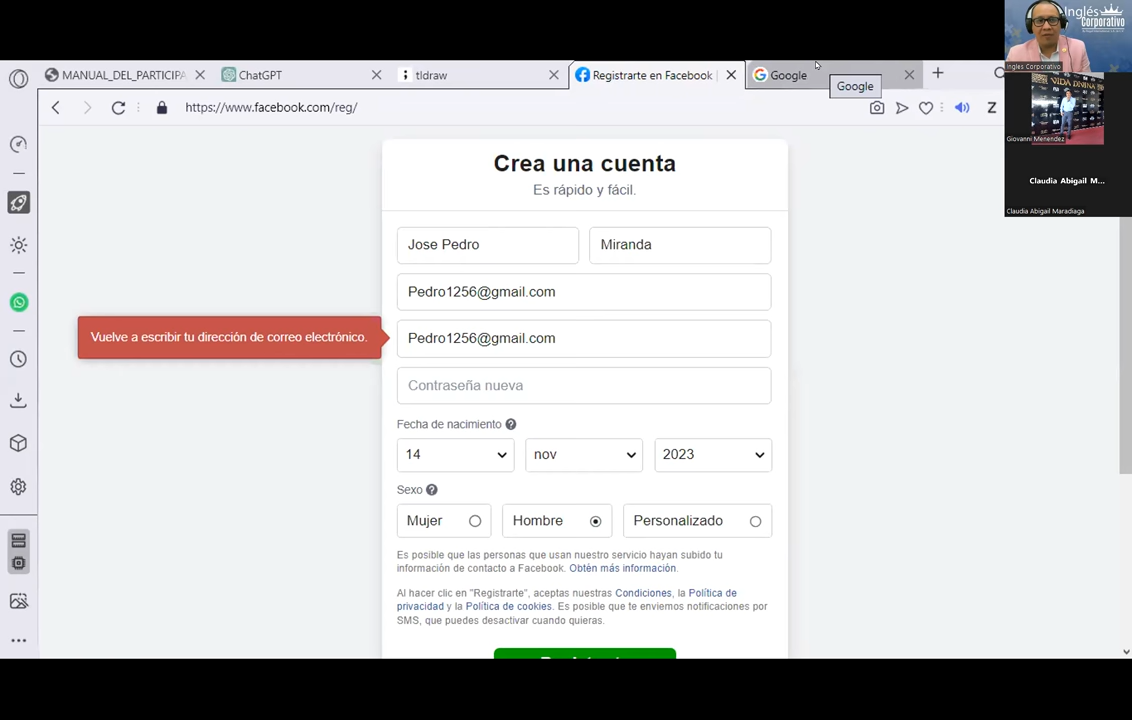 MANUAL_DEL_PARTICIPA
ChatGPT
tldraw
Registrarte en Facebook
Google
Google
https://www.facebook.com/reg/
Z
Inglés
Corporativo
Ingles Corporativo
VIDA DIVINA
Giovanni Menendez
Claudia Abigail M...
Claudia Abigail Maradiaga
Crea una cuenta
Es rápido y fácil.
Jose Pedro
Miranda
Pedro1256@gmail.com
Vuelve a escribir tu dirección de correo electrónico.
Pedro1256@gmail.com
Contraseña nueva
Fecha de nacimiento
14
nov
2023
Sexo
Mujer
Hombre
Personalizado
Es posible que las personas que usan nuestro servicio hayan subido tu
información de contacto a Facebook. Obtén más información.
Al hacer clic en "Registrarte", aceptas nuestras Condiciones, la Política de
privacidad y la Política de cookies. Es posible que te enviemos notificaciones por
SMS, que puedes desactivar cuando quieras.